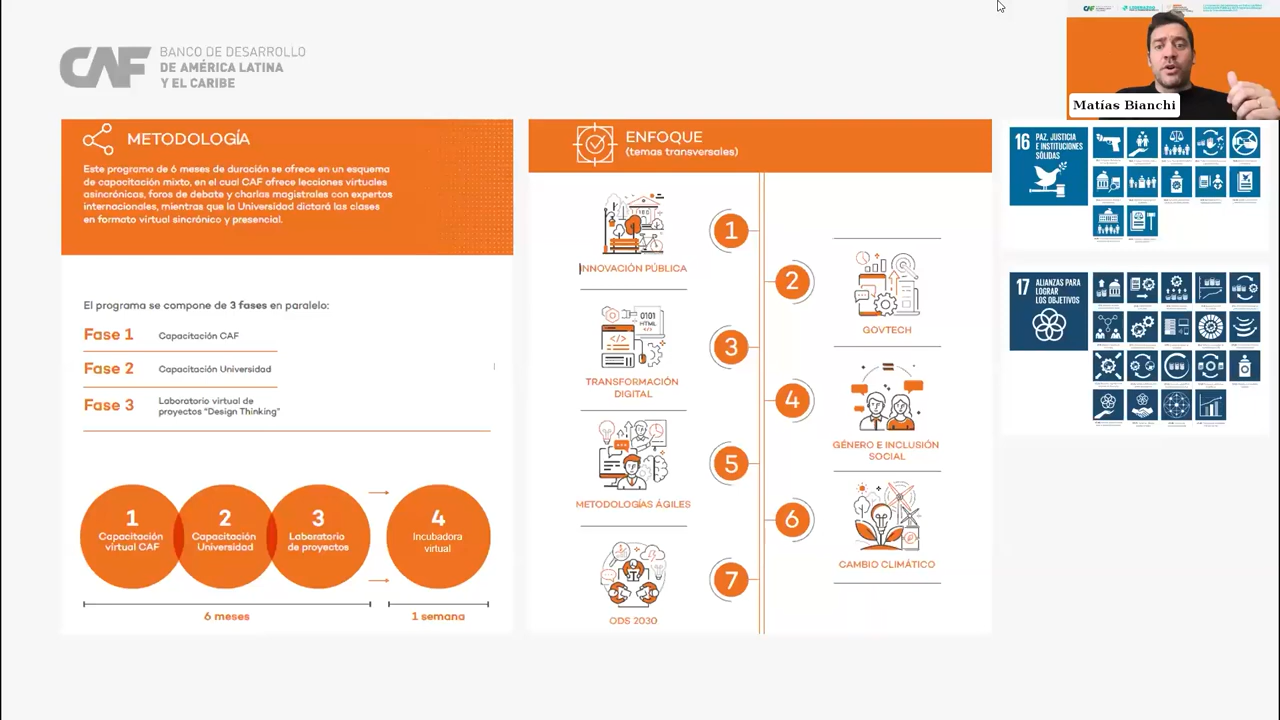 CAF
BANCO DE DESARROLLO
DE AMÉRICA LATINA
Y EL CARIBE
METODOLOGÍA
Este programa de 6 meses de duración se ofrece en un esquema
de capacitación mixto, en el cual CAF ofrece lecciones virtuales
asincrónicas, foros de debate y charlas magistrales con expertos
internacionales, mientras que la Universidad dictará las clases
en formato virtual sincrónico y presencial.
El programa se compone de 3 fases en paralelo:
Fase 1
Capacitación CAF
Fase 2
Capacitación Universidad
Fase 3
Laboratorio virtual de
proyectos “Design Thinking”
1
Capacitación
virtual CAF
2
Capacitación
Universidad
3
Laboratorio
de proyectos
4
Incubadora
virtual
6 meses
1 semana
ENFOQUE
(temas transversales)
1
INNOVACIÓN PÚBLICA
2
GOVTECH
3
0101
HTML
</>
TRANSFORMACIÓN
DIGITAL
4
GÉNERO E INCLUSIÓN
SOCIAL
5
METODOLOGÍAS ÁGILES
6
CAMBIO CLIMÁTICO
7
ODS 2030
CAF
LIDERAZGO
Matías Bianchi
16 PAZ, JUSTICIA
E INSTITUCIONES
SÓLIDAS
17 ALIANZAS PARA
LOGRAR
LOS OBJETIVOS